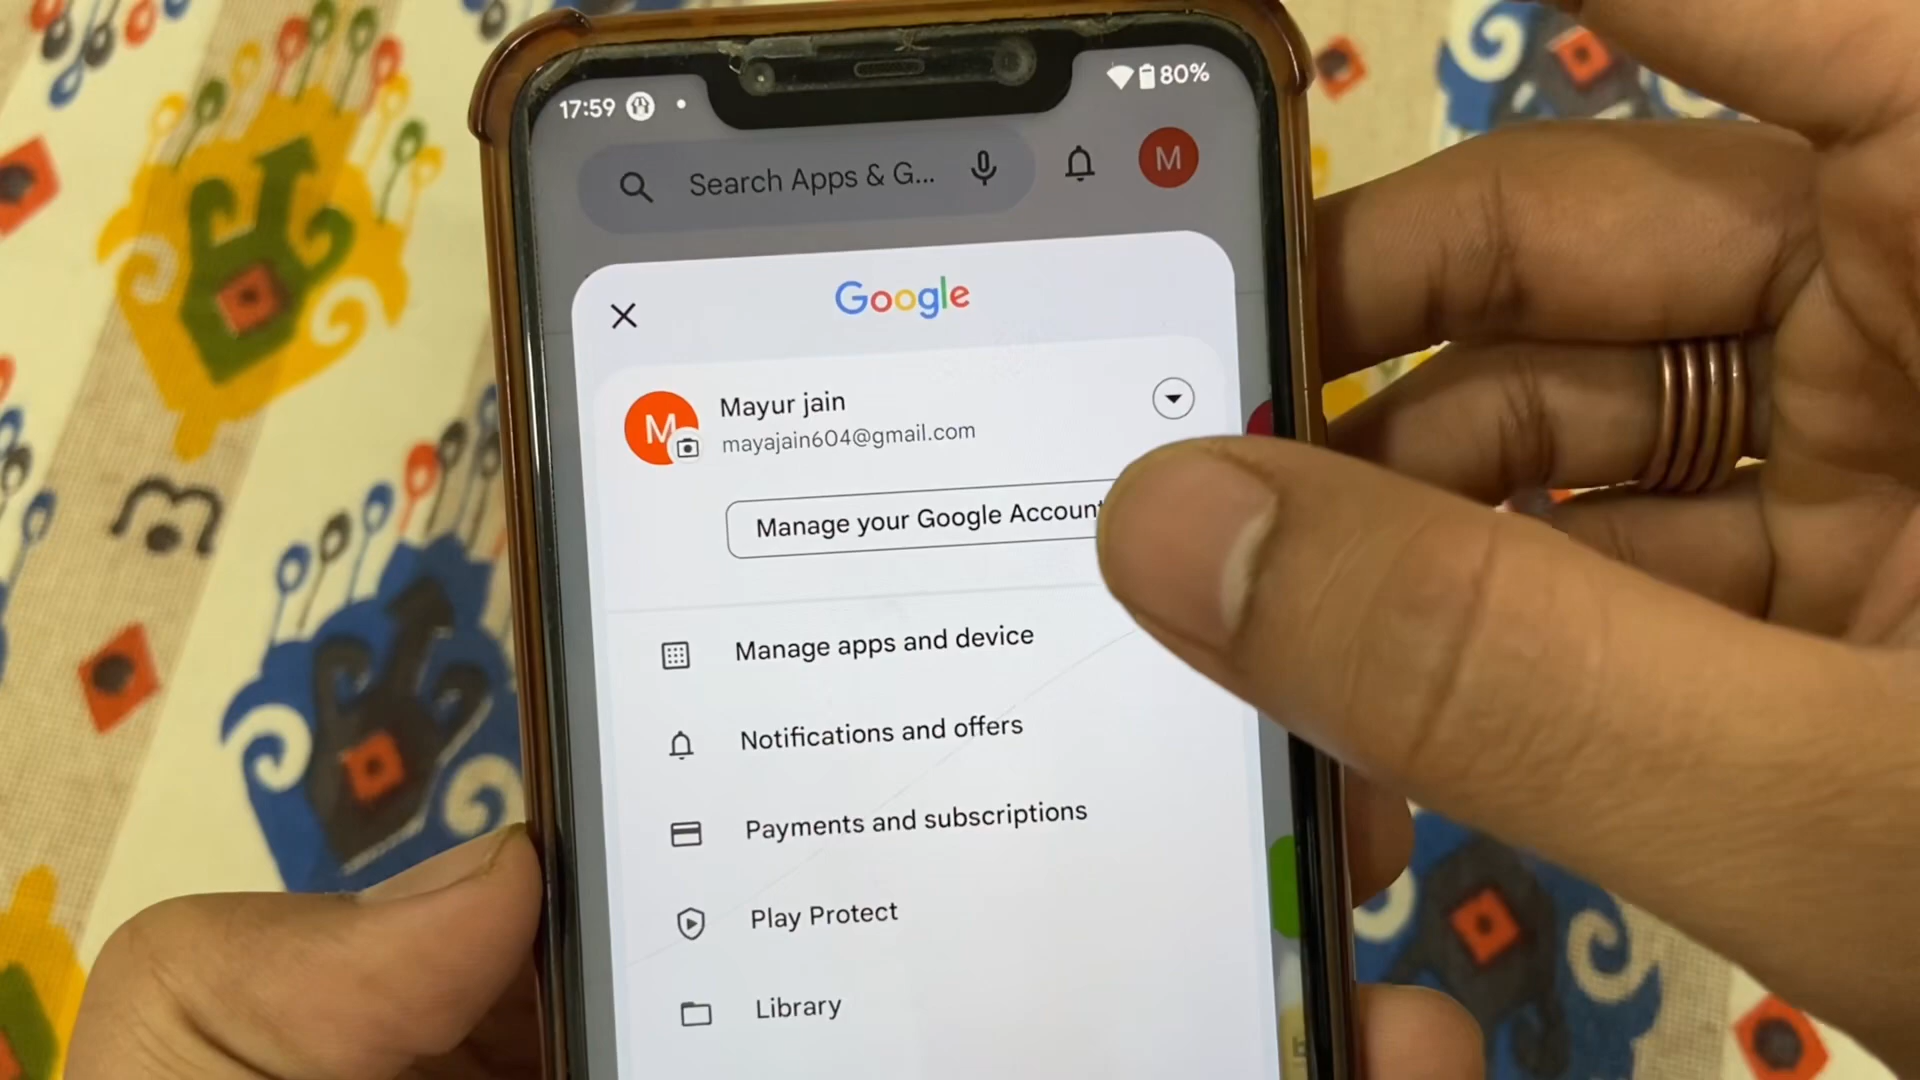 17:59
80%
Search Apps & G...
M
Google
M
Mayur jain
mayajain604@gmail.com
Manage your Google Account
Manage apps and device
Notifications and offers
Payments and subscriptions
Play Protect
Library